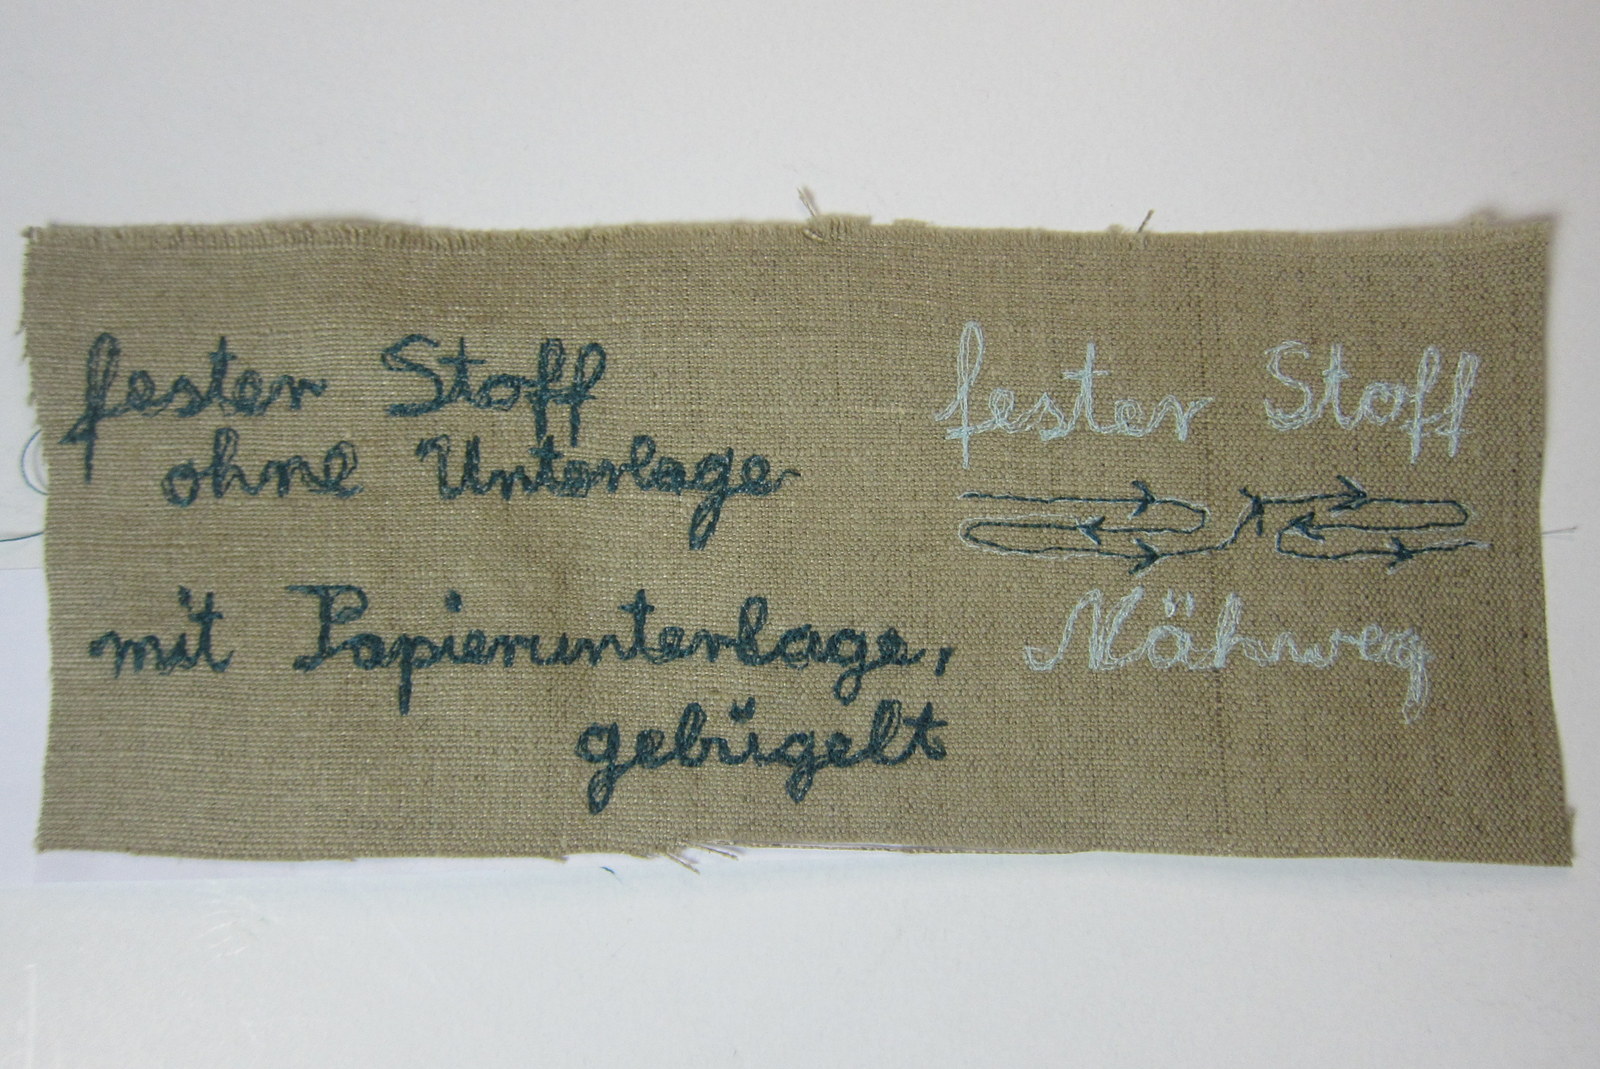 fester Stoff
ohne Unterlage
mit Papierunterlage,
gebügelt
fester Stoff
Nähweg